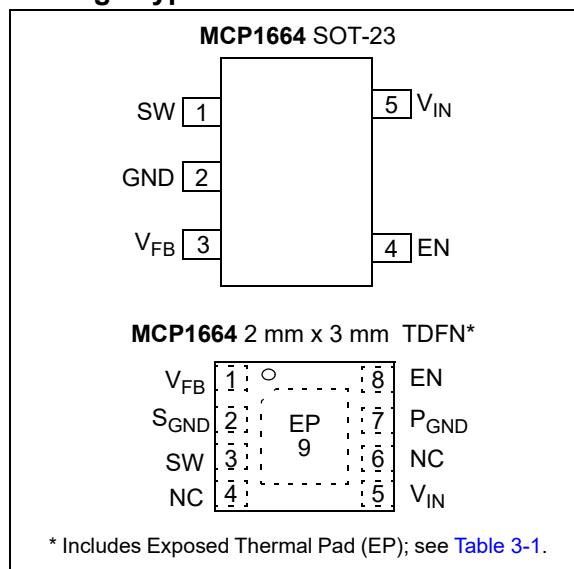 MCP1664 SOT-23
SW 1
5 VIN
GND 2
VFB 3
4 EN
MCP1664 2 mm x 3 mm TDFN*
VFB 1
8 EN
SGND 2
EP
9
7 PGND
SW 3
6 NC
NC 4
5 VIN
* Includes Exposed Thermal Pad (EP); see Table 3-1.